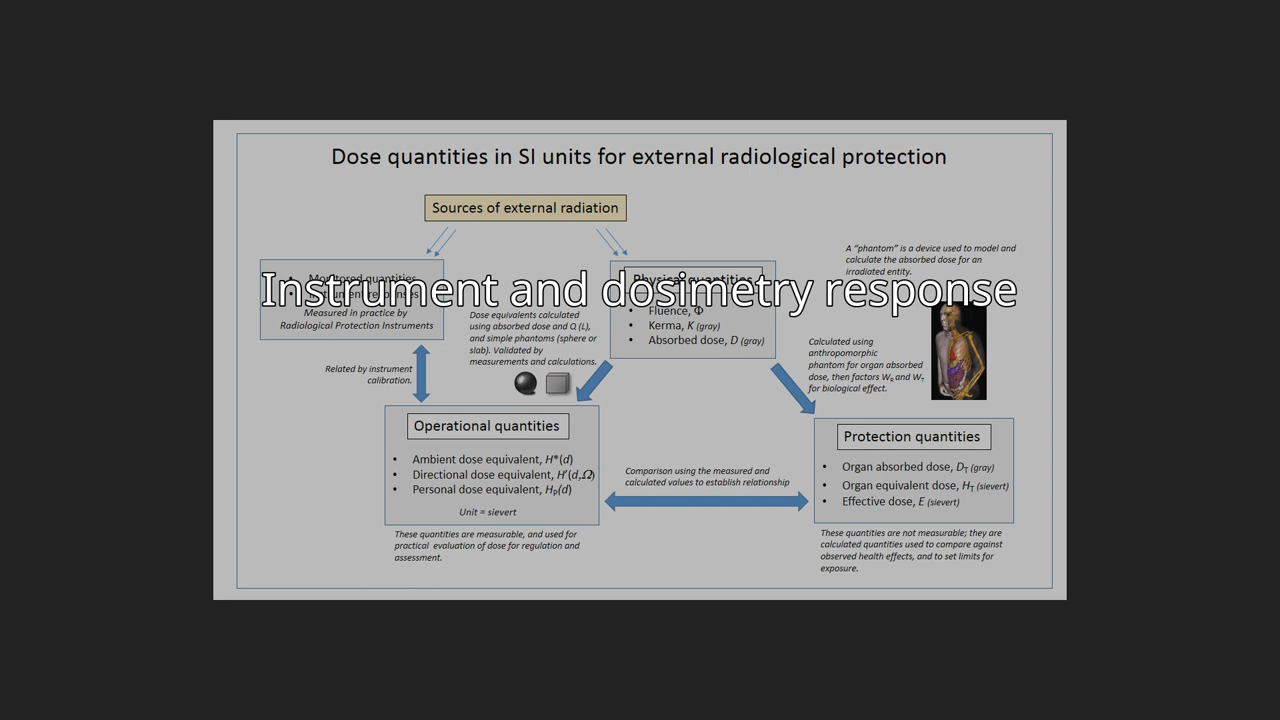 Dose quantities in SI units for external radiological protection
Sources of external radiation
A “phantom” is a device used to model and
calculate the absorbed dose for an
irradiated entity.
• Monitored quantities
• Instrument responses
Measured in practice by
Radiological Protection Instruments
Physical quantities
• Fluence, Φ
• Kerma, K (gray)
• Absorbed dose, D (gray)
Instrument and dosimetry response
Dose equivalents calculated
using absorbed dose and Q (L),
and simple phantoms (sphere or
slab). Validated by
measurements and calculations.
Calculated using
anthropomorphic
phantom for organ absorbed
dose, then factors WR and WT
for biological effect.
Related by instrument
calibration.
Operational quantities
• Ambient dose equivalent, H*(d)
• Directional dose equivalent, H’(d,Ω)
• Personal dose equivalent, HP(d)
Unit = sievert
These quantities are measurable, and used for
practical evaluation of dose for regulation and
assessment.
Comparison using the measured and
calculated values to establish relationship
Protection quantities
• Organ absorbed dose, DT (gray)
• Organ equivalent dose, HT (sievert)
• Effective dose, E (sievert)
These quantities are not measurable; they are
calculated quantities used to compare against
observed health effects, and to set limits for
exposure.